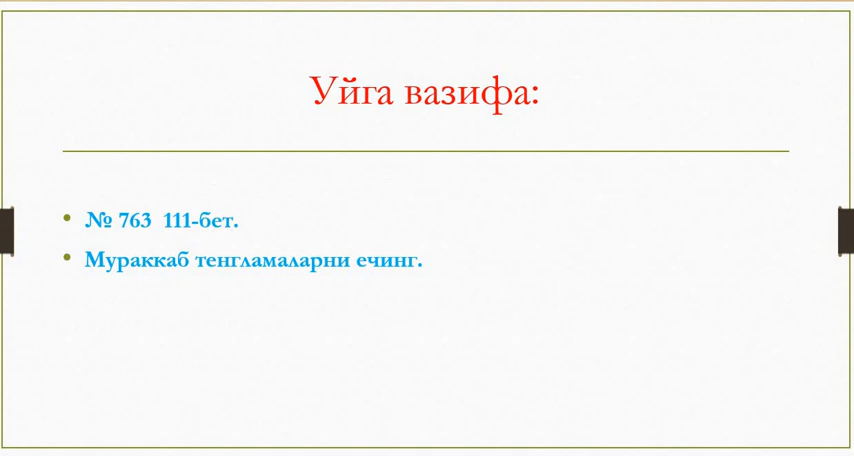 Уйга вазифа:
• № 763 111-бет.
• Мураккаб тенгламаларни ечинг.